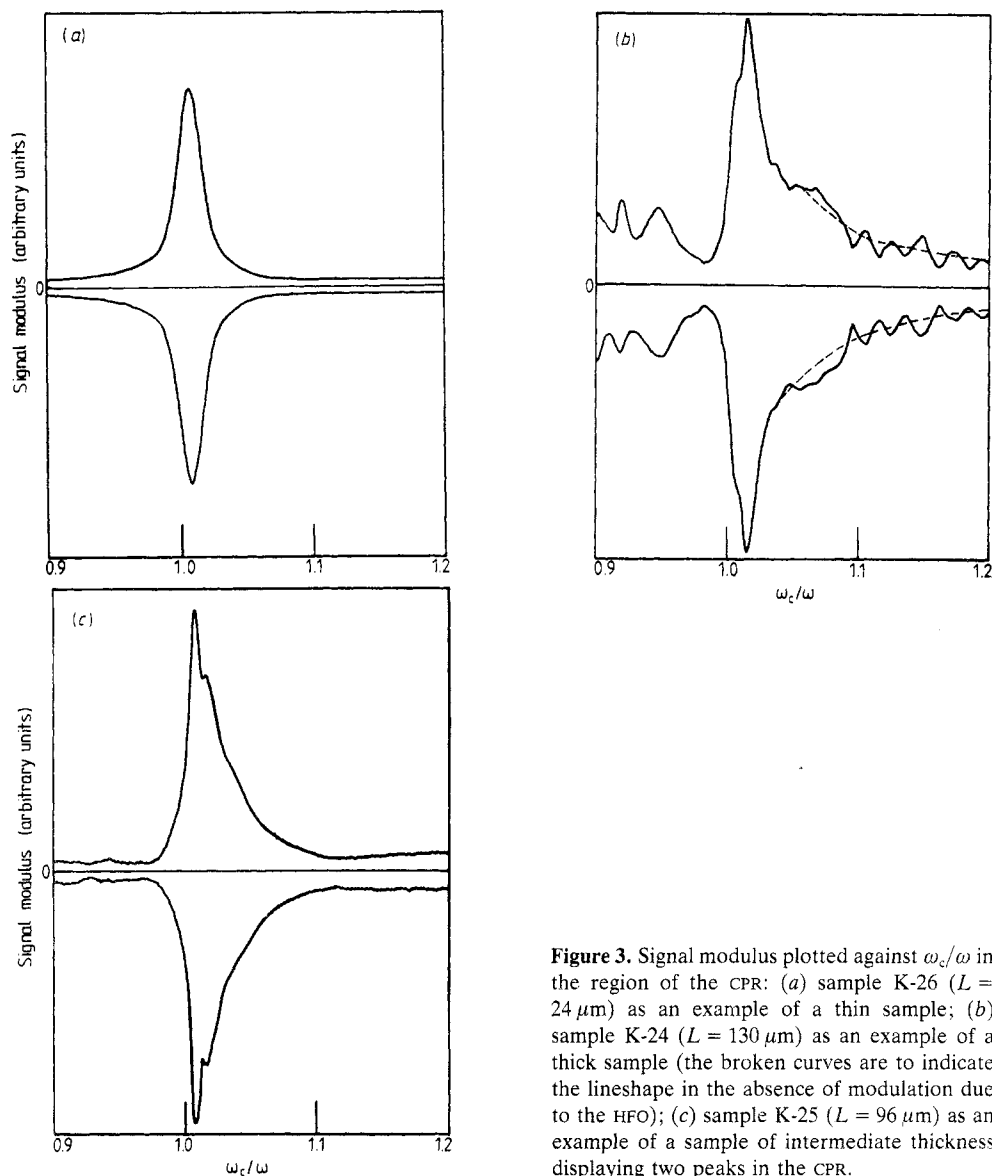 (a)
Signal modulus (arbitrary units)
0
0.9 1.0 1.1 1.2
(b)
0
0.9 1.0 1.1 1.2
ω_c/ω
(c)
Signal modulus (arbitrary units)
0
0.9 1.0 1.1 1.2
ω_c/ω
Figure 3. Signal modulus plotted against ω_c/ω in
the region of the CPR: (a) sample K-26 (L =
24 μm) as an example of a thin sample; (b)
sample K-24 (L = 130 μm) as an example of a
thick sample (the broken curves are to indicate
the lineshape in the absence of modulation due
to the HFO); (c) sample K-25 (L = 96 μm) as an
example of a sample of intermediate thickness
displaying two peaks in the CPR.